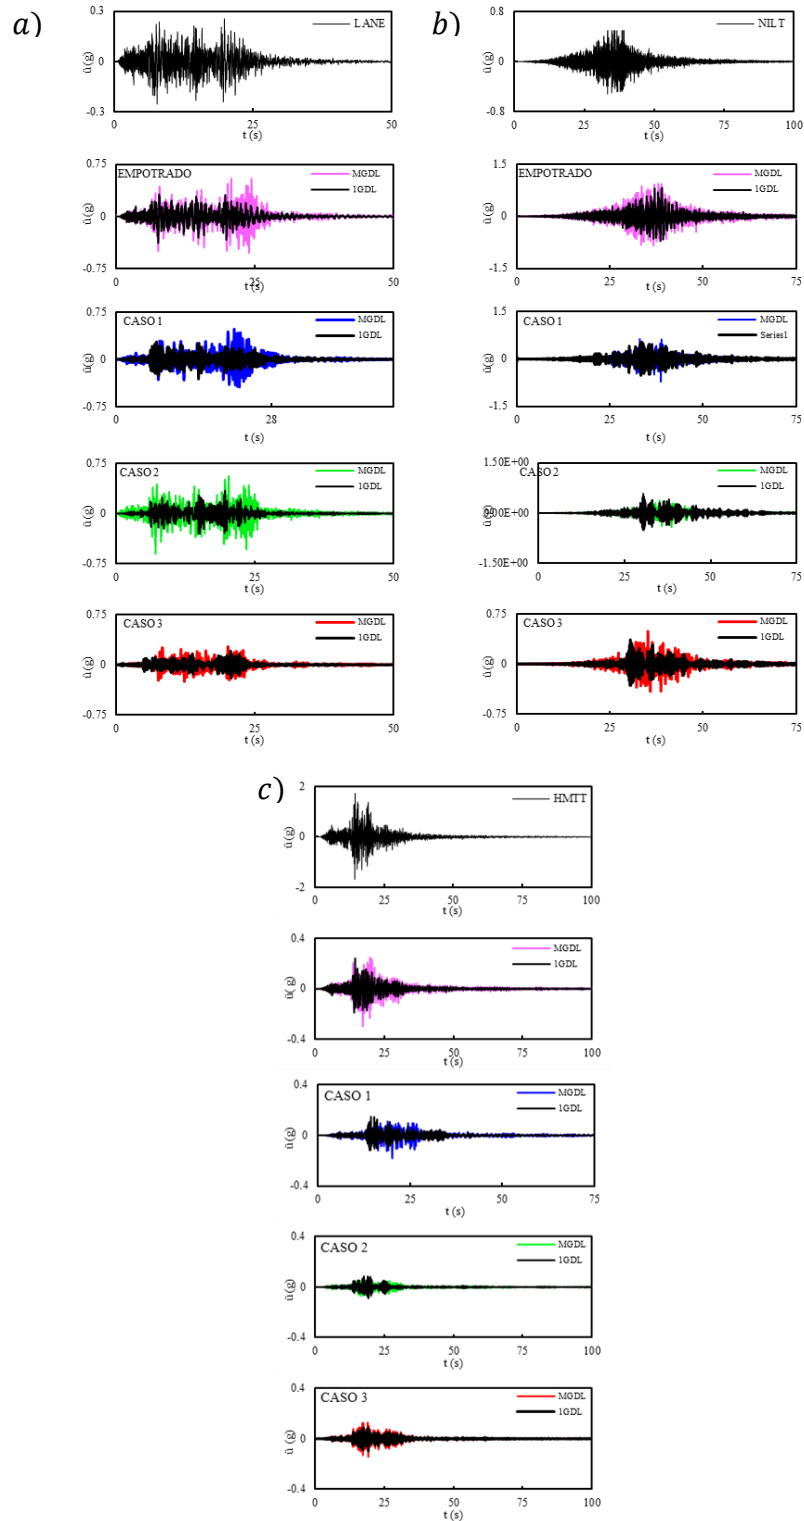 a)
0.3
LANE
ü(g)
0
-0.3
0 25 50
t (s)
0.75
EMPOTRADO
MGDL
1GDL
ü(g)
0
-0.75
0 25 50
t (s)
0.75
CASO 1
MGDL
1GDL
ü(g)
0
-0.75
0 28
t (s)
0.75
CASO 2
MGDL
1GDL
ü(g)
0
-0.75
0 25 50
t (s)
0.75
CASO 3
MGDL
1GDL
ü(g)
0
-0.75
0 25 50
t (s)
b)
0.8
NILT
ü(g)
0
-0.8
0 25 50 75 100
t (s)
1.5
EMPOTRADO
MGDL
1GDL
ü(g)
0
-1.5
0 25 50 75
t (s)
1.5
CASO 1
MGDL
Series1
ü(g)
0
-1.5
0 25 50 75
t (s)
1.50E+00
CASO 2
MGDL
1GDL
ü(g)
0.00E+00
-1.50E+00
0 25 50 75
t (s)
0.75
CASO 3
MGDL
1GDL
ü(g)
0
-0.75
0 25 50 75
t (s)
c)
2
HMTT
ü(g)
0
-2
0 25 50 75 100
t (s)
0.4
MGDL
1GDL
ü( g)
0
-0.4
0 25 50 75 100
t (s)
0.4
CASO 1
MGDL
1GDL
ü(g)
0
-0.4
0 25 50 75
t (s)
0.4
CASO 2
MGDL
1GDL
ü(g)
0
-0.4
0 25 50 75 100
t (s)
0.4
CASO 3
MGDL
1GDL
ü(g)
0
-0.4
0 25 50 75 100
t (s)